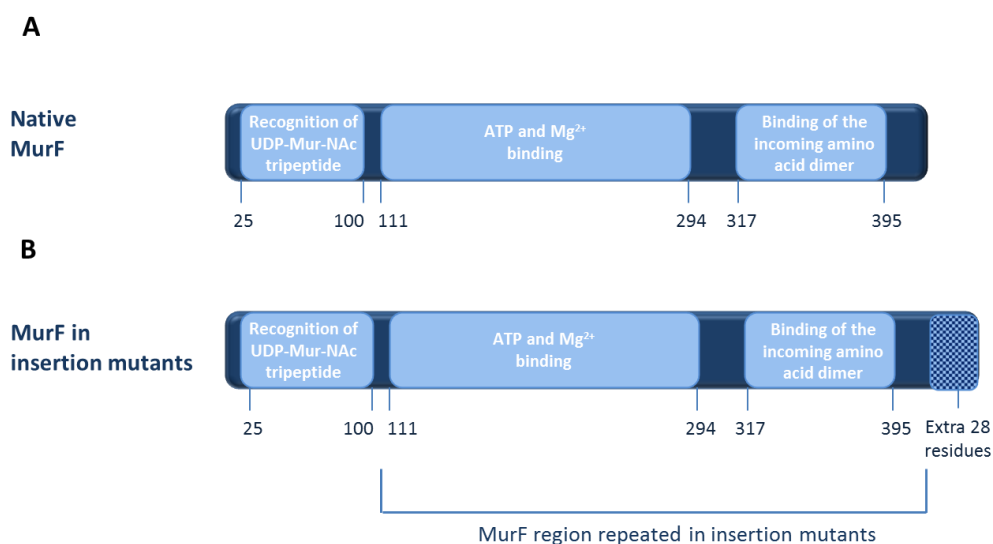 A
Native
MurF
Recognition of
UDP-Mur-NAc
tripeptide
ATP and Mg²⁺
binding
Binding of the
incoming amino
acid dimer
25
100
111
294
317
395
B
MurF in
insertion mutants
Recognition of
UDP-Mur-NAc
tripeptide
ATP and Mg²⁺
binding
Binding of the
incoming amino
acid dimer
25
100
111
294
317
395
Extra 28
residues
MurF region repeated in insertion mutants